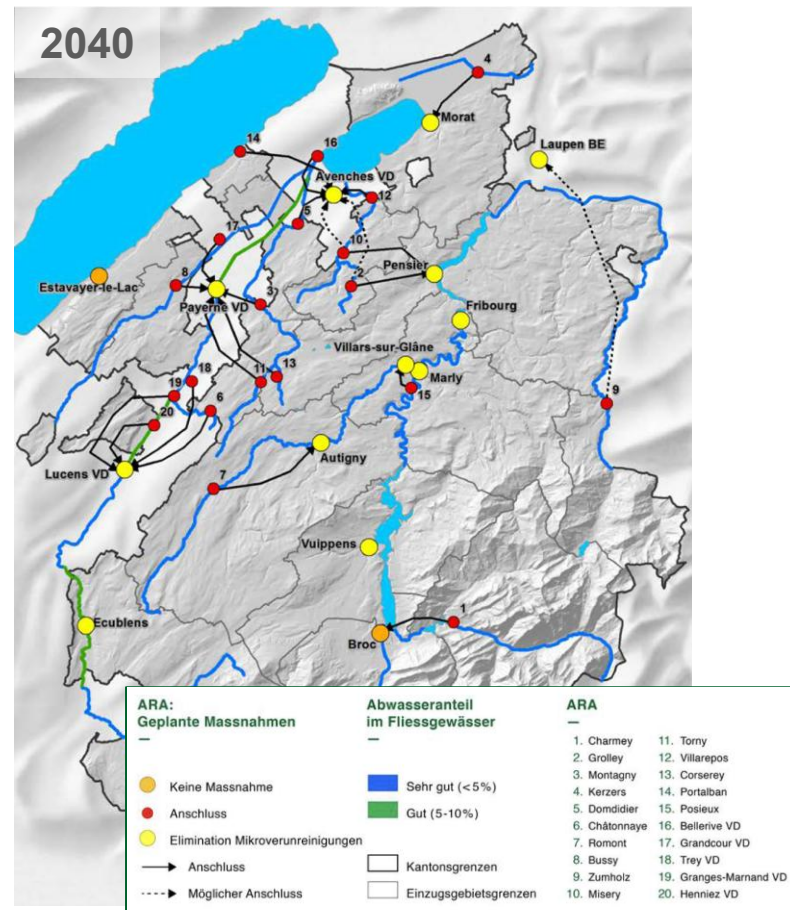 2040
4
Morat
14
16
Laupen BE
Avenches VD
12
5
17
10
Pensier
Estavayer-le-Lac
8
2
Payerne VD
3
Fribourg
Villars-sur-Glâne
Marly
18
11
13
19
15
6
9
20
Lucens VD
Autigny
7
Vuippens
Ecublens
1
Broc
ARA:
Geplante Massnahmen
–
Keine Massnahme
Anschluss
Elimination Mikroverunreinigungen
Anschluss
Möglicher Anschluss
Abwasseranteil
im Fliessgewässer
–
Sehr gut (<5%)
Gut (5-10%)
Kantonsgrenzen
Einzugsgebietsgrenzen
ARA
–
1. Charmey
2. Grolley
3. Montagny
4. Kerzers
5. Domdidier
6. Châtonnaye
7. Romont
8. Bussy
9. Zumholz
10. Misery
11. Torny
12. Villarepos
13. Corserey
14. Portalban
15. Posieux
16. Bellerive VD
17. Grandcour VD
18. Trey VD
19. Granges-Marnand VD
20. Henniez VD